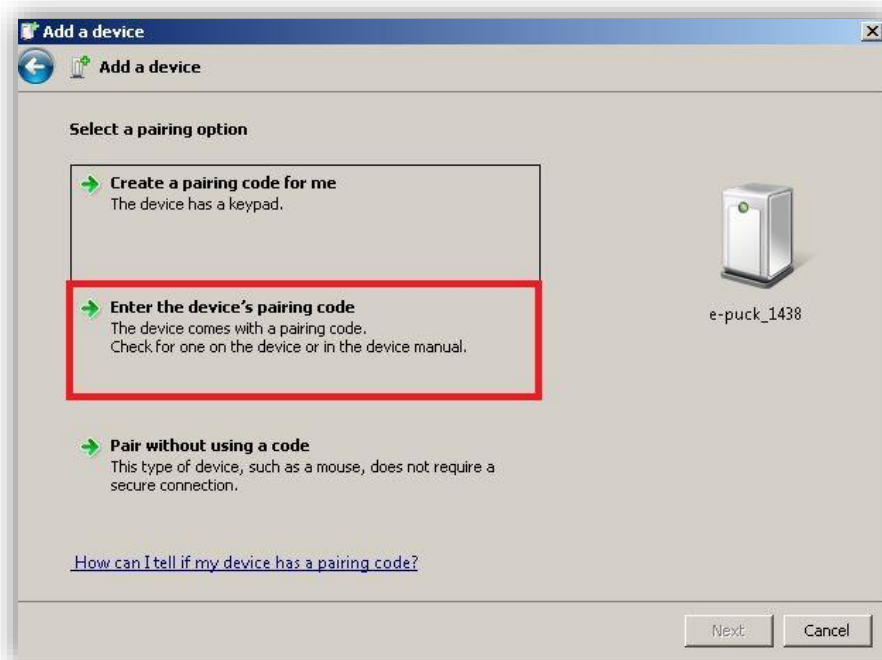 Add a device
Add a device
Select a pairing option
Create a pairing code for me
The device has a keypad.
Enter the device's pairing code
The device comes with a pairing code.
Check for one on the device or in the device manual.
e-puck_1438
Pair without using a code
This type of device, such as a mouse, does not require a
secure connection.
How can I tell if my device has a pairing code?
Next
Cancel